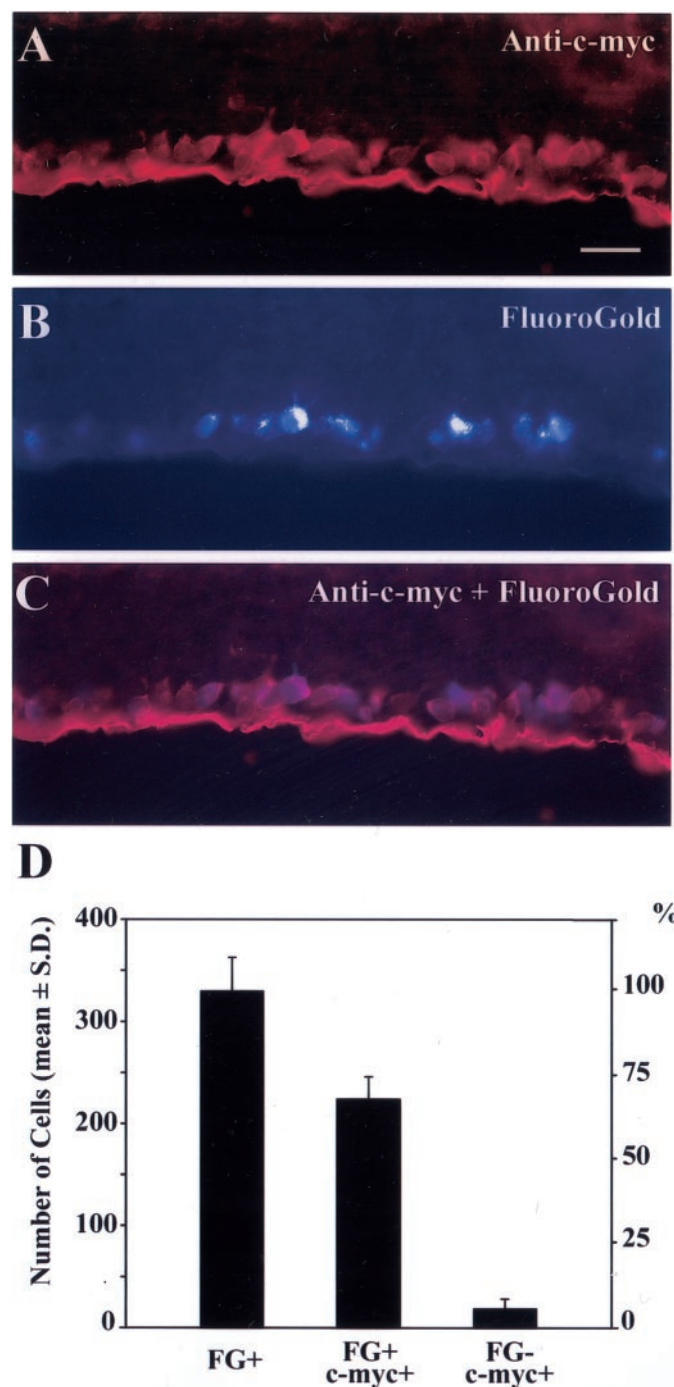 A
Anti-c-myc
B
FluoroGold
C
Anti-c-myc + FluoroGold
D
Number of Cells (mean ± S.D.)
400
300
200
100
0
%
100
75
50
25
0
FG+
FG+
c-myc+
FG-
c-myc+